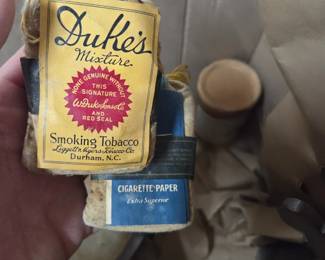 Duke's
Mixture
NONE GENUINE WITHOUT
THIS
SIGNATURE
W. Duke Sons & Co
AND
RED SEAL
Smoking Tobacco
Liggett & Myers Tobacco Co.
Durham, N.C.
CIGARETTE PAPER
Extra Superior